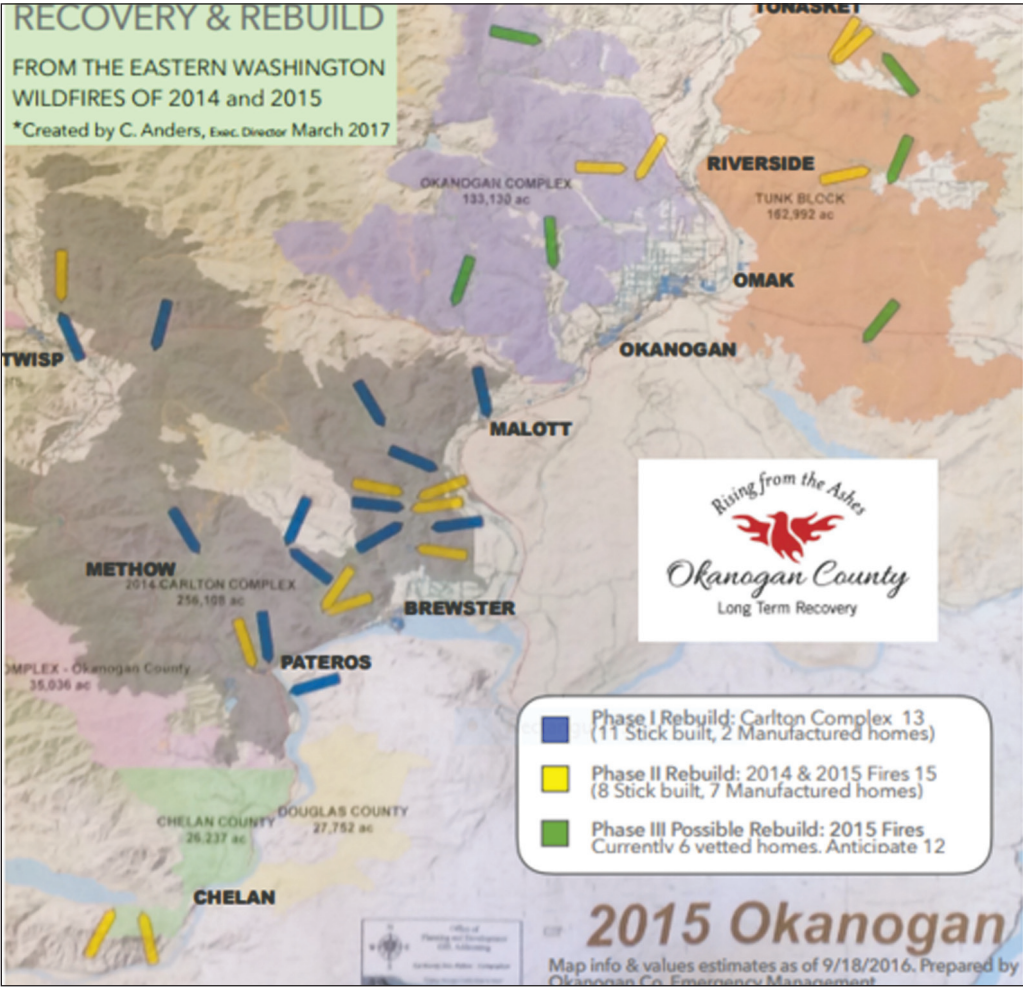 RECOVERY & REBUILD
FROM THE EASTERN WASHINGTON
WILDFIRES OF 2014 and 2015
*Created by C. Anders, Exec. Director March 2017
TONASKET
RIVERSIDE
OKANOGAN COMPLEX
133,130 ac
TUNK BLOCK
162,992 ac
OMAK
OKANOGAN
TWISP
MALOTT
Rising from the Ashes
Okanogan County
Long Term Recovery
METHOW
2014 CARLTON COMPLEX
256,108 ac
BREWSTER
PATEROS
OMPLEX - Okanogan County
35,036 ac
Phase I Rebuild: Carlton Complex 13
(11 Stick built, 2 Manufactured homes)
Phase II Rebuild: 2014 & 2015 Fires 15
(8 Stick built, 7 Manufactured homes)
Phase III Possible Rebuild: 2015 Fires
Currently 6 vetted homes. Anticipate 12
CHELAN COUNTY
26,237 ac
DOUGLAS COUNTY
27,752 ac
CHELAN
Office of
Planning and Development
2015 Okanogan
Map info & values estimates as of 9/18/2016. Prepared by
Okanogan Co. Emergency Management